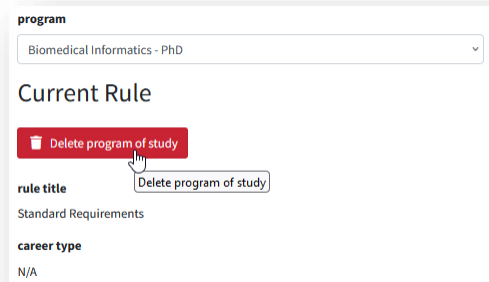 program
Biomedical Informatics - PhD
Current Rule
Delete program of study
Delete program of study
rule title
Standard Requirements
career type
N/A